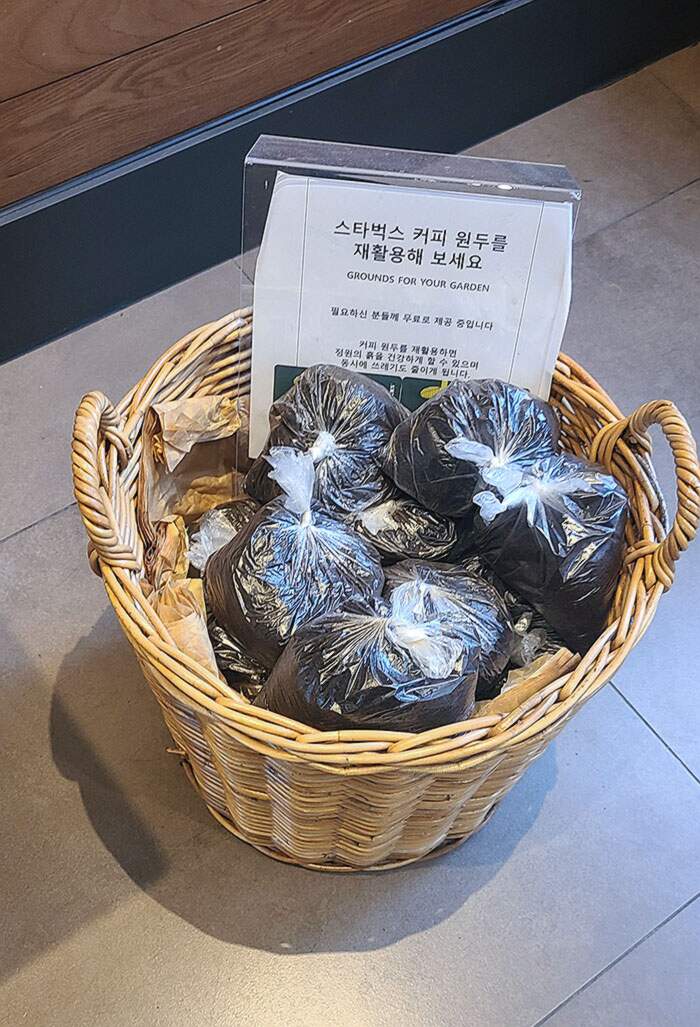 스타벅스 커피 원두를
재활용해 보세요
GROUNDS FOR YOUR GARDEN
필요하신 분들께 무료로 제공 중입니다
커피 원두를 재활용하면
정원의 흙을 건강하게 할 수 있으며
동시에 쓰레기도 줄이게 됩니다.